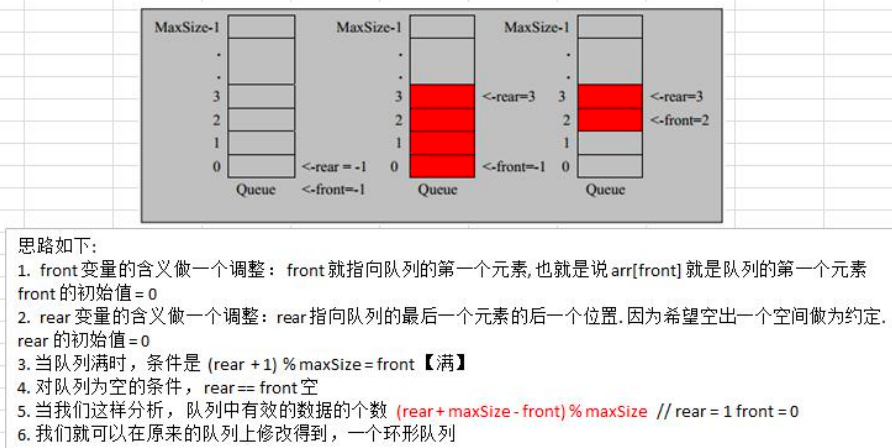 MaxSize-1 MaxSize-1 MaxSize-1
. . .
. . .
3 3 <-rear=3 3 <-rear=3
2 2 2 <-front=2
1 1 1
0 <-rear = -1 0 <-front=-1 0
Queue <-front=-1 Queue Queue
思路如下:
1. front 变量的含义做一个调整： front 就指向队列的第一个元素, 也就是说 arr[front] 就是队列的第一个元素
front 的初始值 = 0
2. rear 变量的含义做一个调整：rear 指向队列的最后一个元素的后一个位置. 因为希望空出一个空间做为约定.
rear 的初始值 = 0
3. 当队列满时，条件是 (rear + 1) % maxSize = front 【满】
4. 对队列为空的条件， rear == front 空
5. 当我们这样分析， 队列中有效的数据的个数 (rear + maxSize - front) % maxSize // rear = 1 front = 0
6. 我们就可以在原来的队列上修改得到，一个环形队列